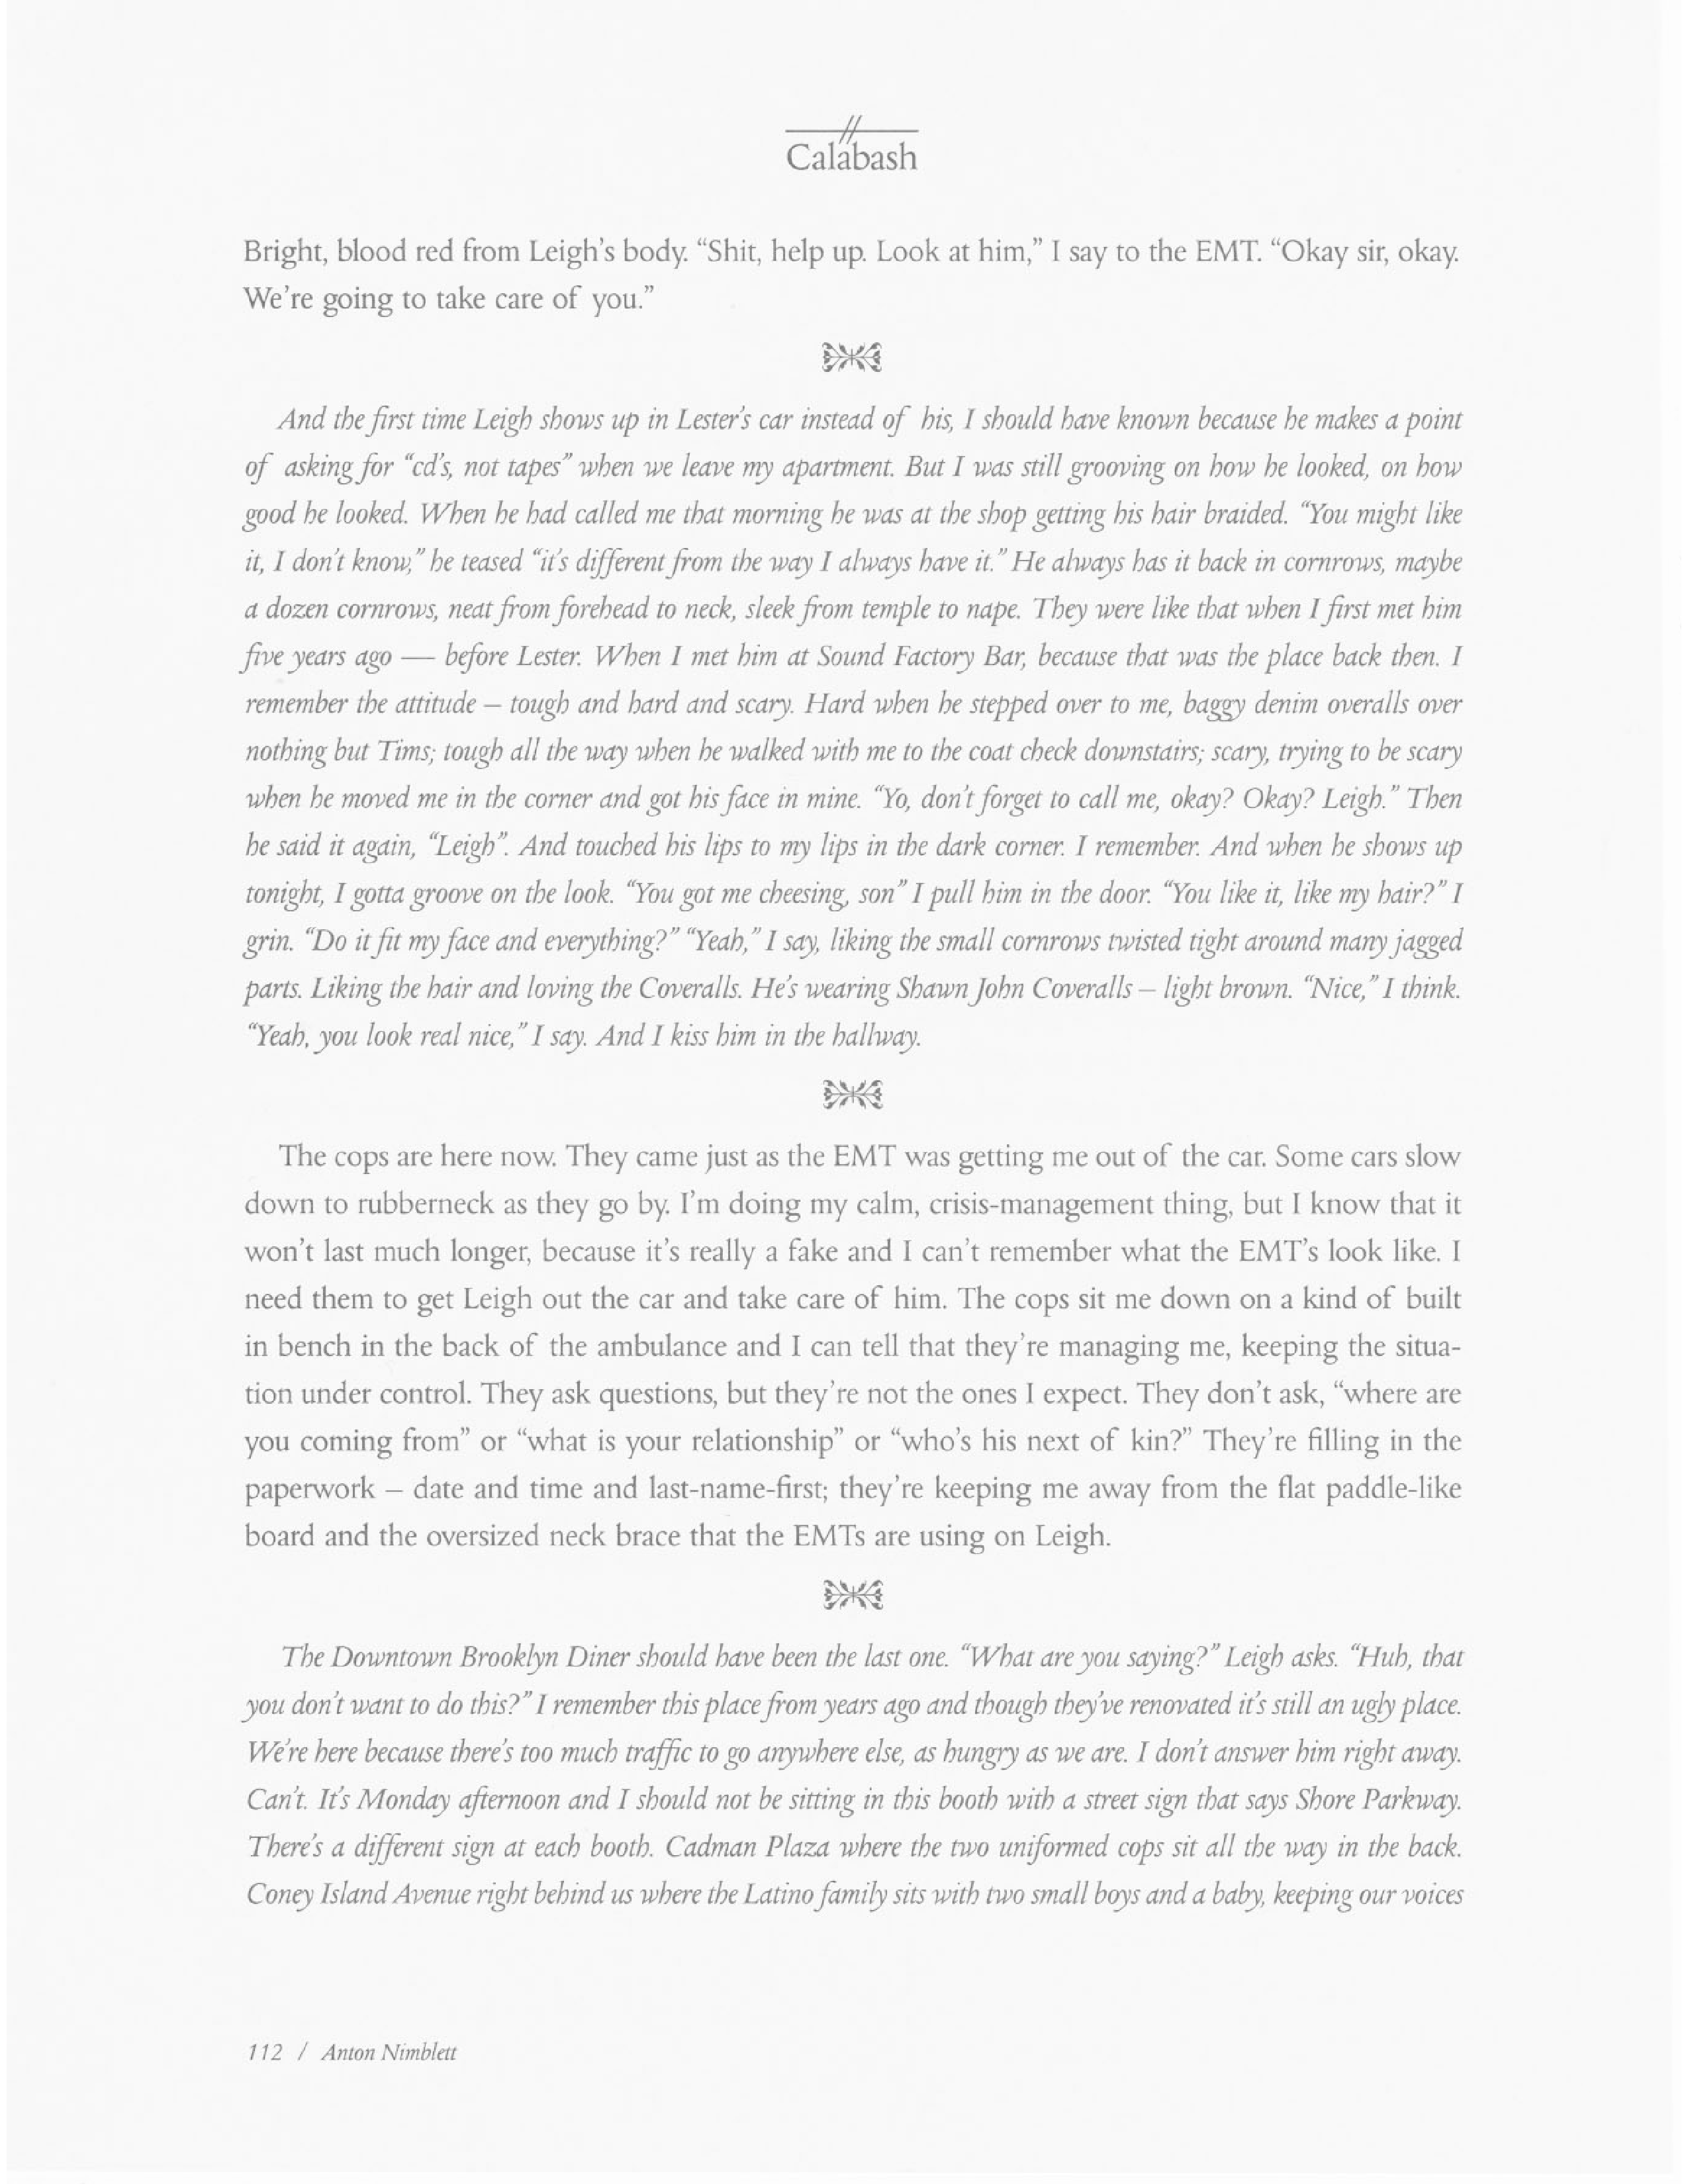 Calabash
Bright, blood red from Leigh's body. “Shit, help up. Look at him,” I say to the EMT. “Okay sir, okay.
We're going to take care of you.”
And the first time Leigh shows up in Lester's car instead of his, I should have known because he makes a point
of asking for “cd's, not tapes” when we leave my apartment. But I was still grooving on how he looked, on how
good he looked. When he had called me that morning he was at the shop getting his hair braided. “You might like
it, I don't know,” he teased “it's different from the way I always have it.” He always has it back in cornrows, maybe
a dozen cornrows, neat from forehead to neck, sleek from temple to nape. They were like that when I first met him
five years ago — before Lester. When I met him at Sound Factory Bar, because that was the place back then. I
remember the attitude – tough and hard and scary. Hard when he stepped over to me, baggy denim overalls over
nothing but Tims; tough all the way when he walked with me to the coat check downstairs; scary, trying to be scary
when he moved me in the corner and got his face in mine. “Yo, don't forget to call me, okay? Okay? Leigh.” Then
he said it again, “Leigh”. And touched his lips to my lips in the dark corner. I remember. And when he shows up
tonight, I gotta groove on the look. “You got me cheesing, son” I pull him in the door. “You like it, like my hair?” I
grin. “Do it fit my face and everything?” “Yeah,” I say, liking the small cornrows twisted tight around many jagged
parts. Liking the hair and loving the Coveralls. He's wearing Shawn John Coveralls – light brown. “Nice,” I think.
“Yeah, you look real nice,” I say. And I kiss him in the hallway.
The cops are here now. They came just as the EMT was getting me out of the car. Some cars slow
down to rubberneck as they go by. I'm doing my calm, crisis-management thing, but I know that it
won't last much longer, because it's really a fake and I can't remember what the EMT's look like. I
need them to get Leigh out the car and take care of him. The cops sit me down on a kind of built
in bench in the back of the ambulance and I can tell that they're managing me, keeping the situa-
tion under control. They ask questions, but they're not the ones I expect. They don't ask, “where are
you coming from” or “what is your relationship” or “who's his next of kin?” They're filling in the
paperwork – date and time and last-name-first; they're keeping me away from the flat paddle-like
board and the oversized neck brace that the EMTs are using on Leigh.
The Downtown Brooklyn Diner should have been the last one. “What are you saying?” Leigh asks. “Huh, that
you don't want to do this?” I remember this place from years ago and though they've renovated it's still an ugly place.
We're here because there's too much traffic to go anywhere else, as hungry as we are. I don't answer him right away.
Can't. It's Monday afternoon and I should not be sitting in this booth with a street sign that says Shore Parkway.
There's a different sign at each booth. Cadman Plaza where the two uniformed cops sit all the way in the back.
Coney Island Avenue right behind us where the Latino family sits with two small boys and a baby, keeping our voices
112 / Anton Nimblett